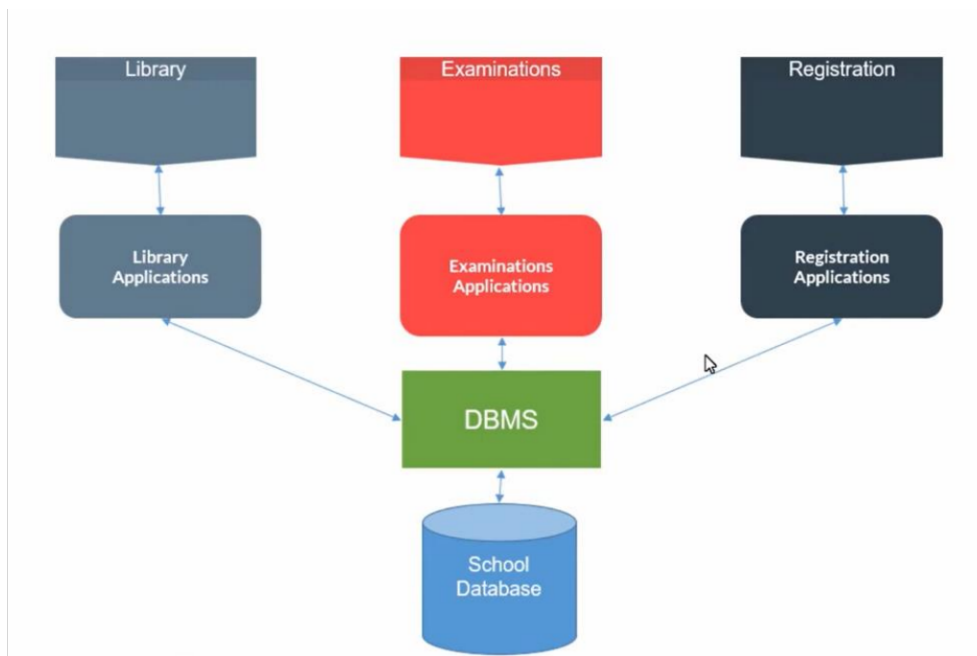 Library
Examinations
Registration
Library
Applications
Examinations
Applications
Registration
Applications
DBMS
School
Database